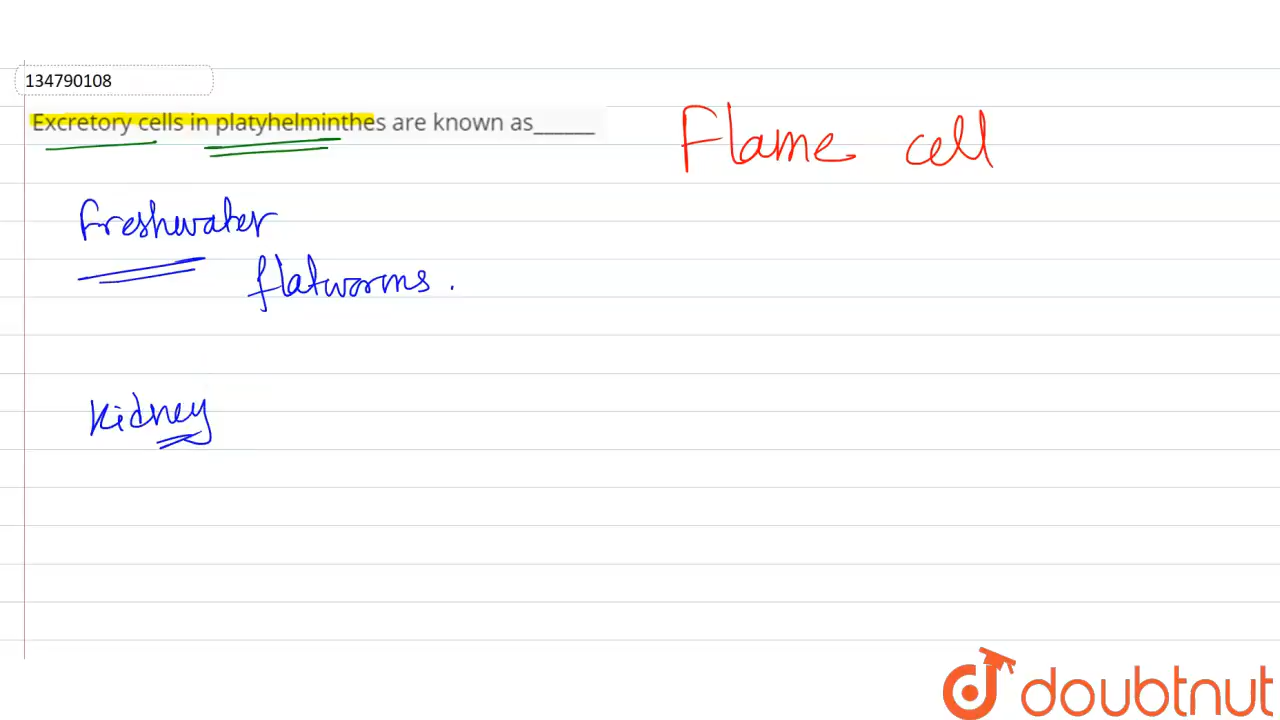 134790108
Excretory cells in platyhelminthes are known as______
Flame cell
Freshwater
flatworms.
Kidney
doubtnut